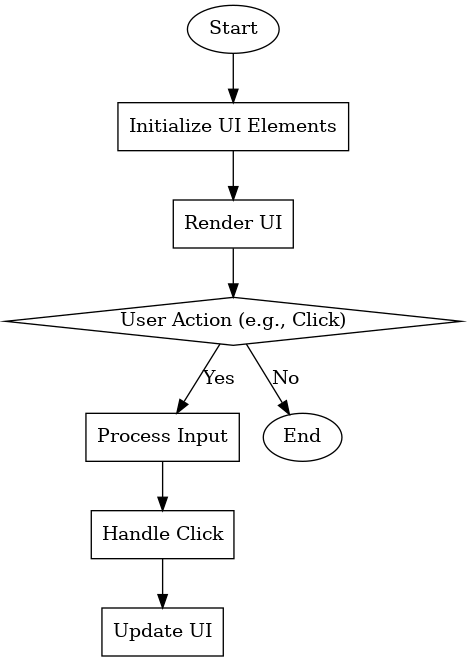 Start
Initialize UI Elements
Render UI
User Action (e.g., Click)
Yes
No
Process Input
End
Handle Click
Update UI